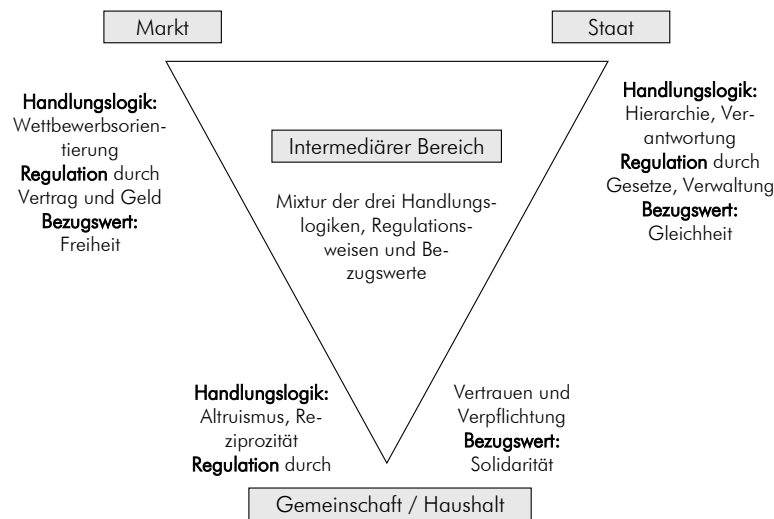 Markt
Staat
Handlungslogik:
Wettbewerbsorien-
tierung
Regulation durch
Vertrag und Geld
Bezugswert:
Freiheit
Intermediärer Bereich
Mixtur der drei Handlungs-
logiken, Regulations-
weisen und Be-
zugswerte
Handlungslogik:
Hierarchie, Ver-
antwortung
Regulation durch
Gesetze, Verwaltung
Bezugswert:
Gleichheit
Handlungslogik:
Altruismus, Re-
ziprozität
Regulation durch
Vertrauen und
Verpflichtung
Bezugswert:
Solidarität
Gemeinschaft / Haushalt